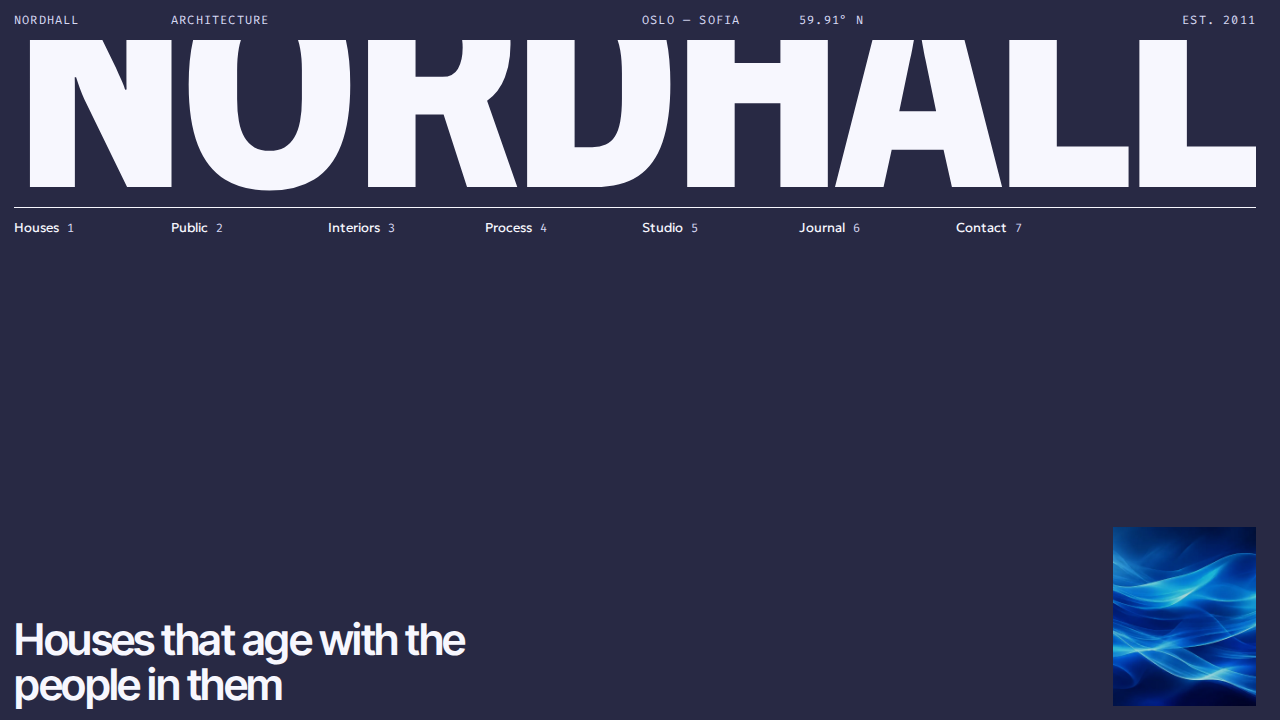 NORDHALL ARCHITECTURE OSLO — SOFIA 59.91° N EST. 2011
NORDHALL
Houses 1 Public 2 Interiors 3 Process 4 Studio 5 Journal 6 Contact 7
Houses that age with the
people in them